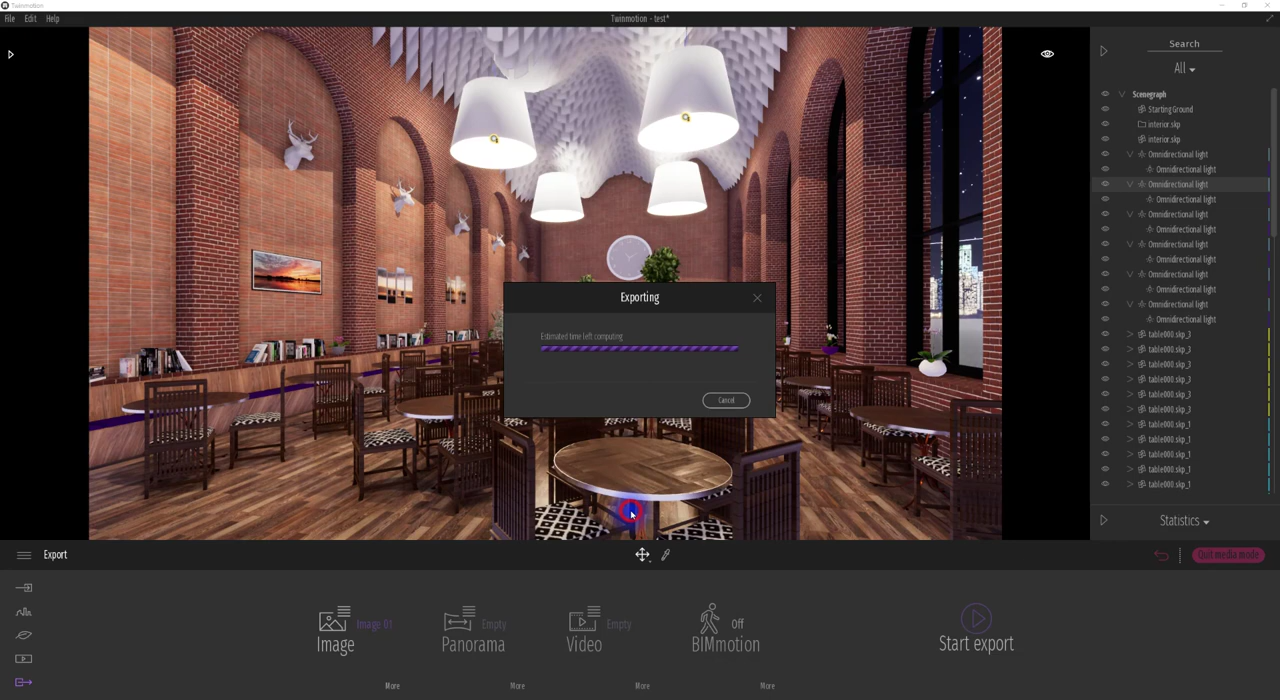 Twinmotion
File Edit Help
Twinmotion - test*
Search
All
Scenegraph
Starting Ground
interior.skp
interior.skp
Omnidirectional light
Omnidirectional light
Omnidirectional light
Omnidirectional light
Omnidirectional light
Omnidirectional light
Omnidirectional light
Omnidirectional light
Omnidirectional light
Omnidirectional light
Omnidirectional light
Omnidirectional light
table000.skp_3
table000.skp_3
table000.skp_3
table000.skp_3
table000.skp_3
table000.skp_3
table000.skp_1
table000.skp_1
table000.skp_1
table000.skp_1
table000.skp_1
Statistics
Exporting
Estimated time left computing
Cancel
Export
Quit media mode
Image 01
Image
More
Empty
Panorama
More
Empty
Video
More
Off
BIMmotion
More
Start export